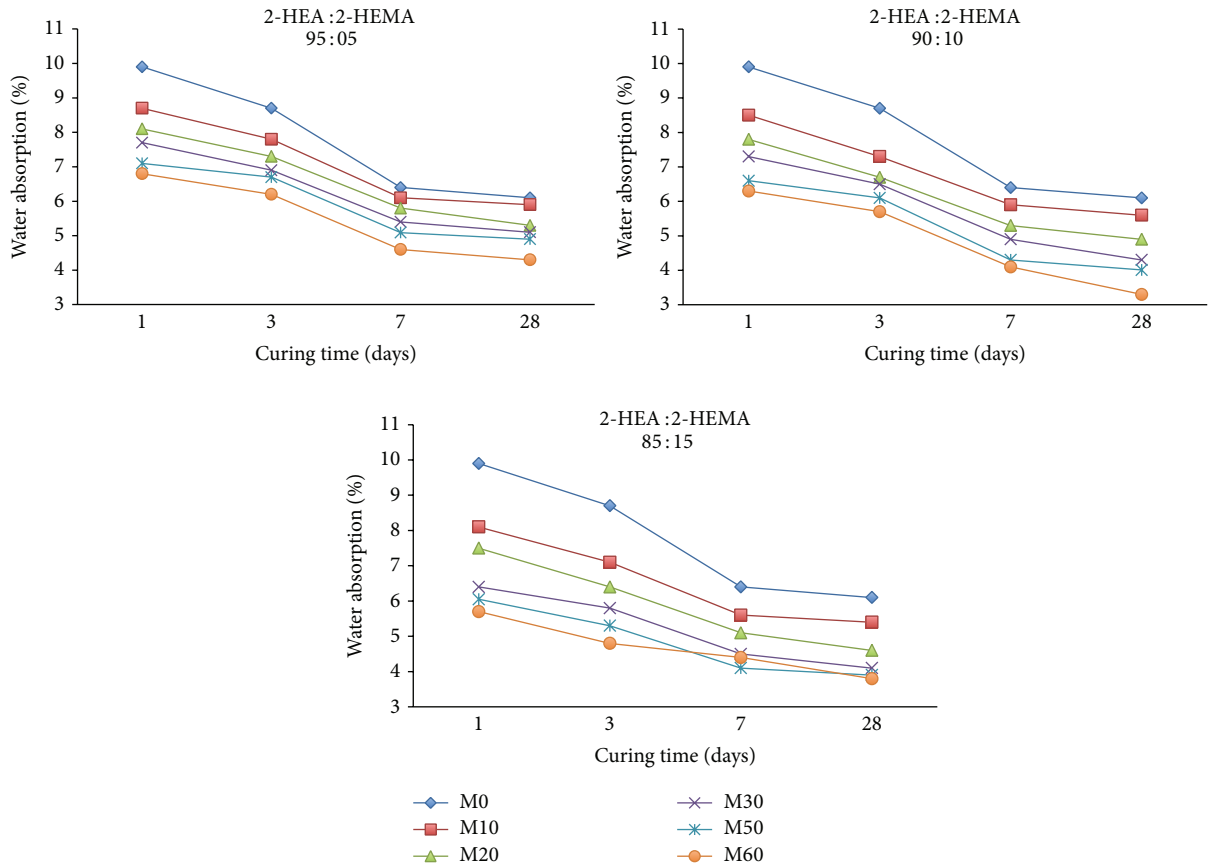 2-HEA :2-HEMA
95:05
Water absorption (%)
11
10
9
8
7
6
5
4
3
1 3 7 28
Curing time (days)
2-HEA :2-HEMA
90:10
Water absorption (%)
11
10
9
8
7
6
5
4
3
1 3 7 28
Curing time (days)
2-HEA :2-HEMA
85:15
Water absorption (%)
11
10
9
8
7
6
5
4
3
1 3 7 28
Curing time (days)
M0 M30
M10 M50
M20 M60